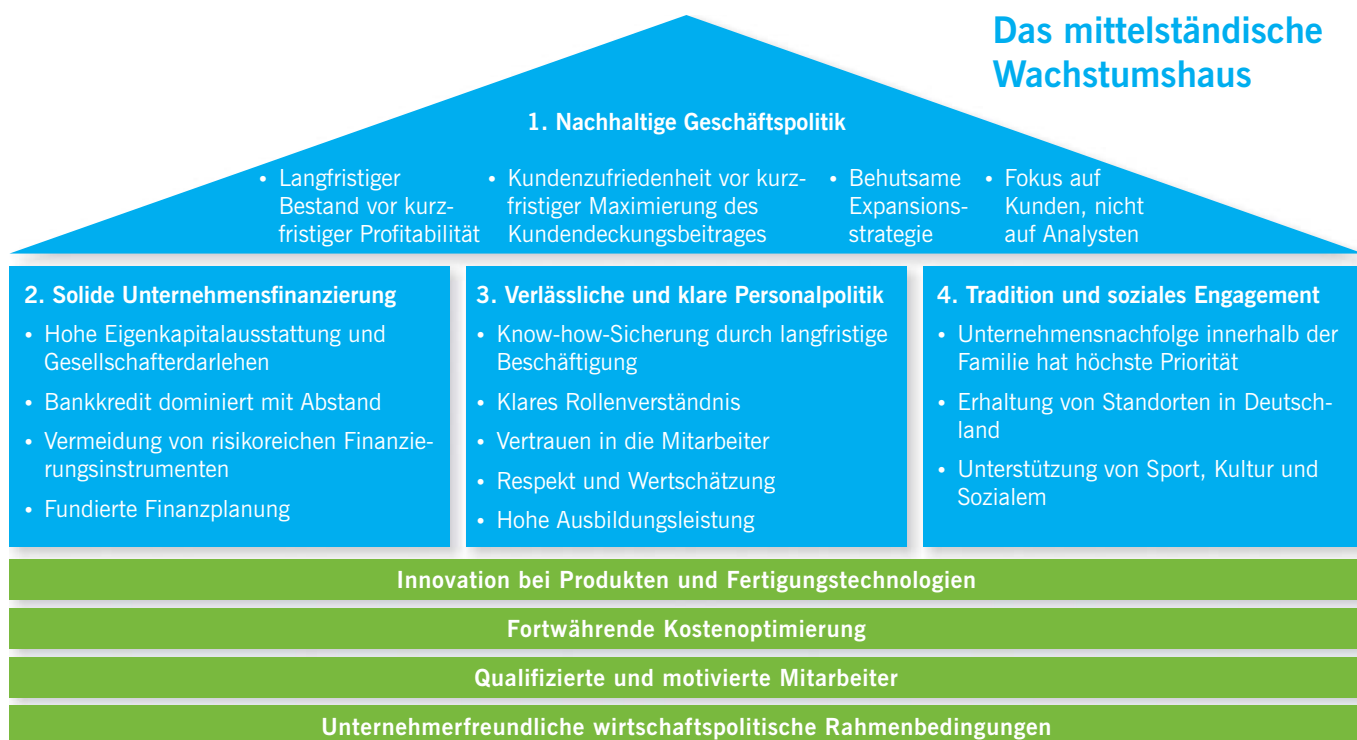 Das mittelständische
Wachstumshaus
1. Nachhaltige Geschäftspolitik
• Langfristiger
Bestand vor kurz-
fristiger Profitabilität
• Kundenzufriedenheit vor kurz-
fristiger Maximierung des
Kundendeckungsbeitrages
• Behutsame
Expansions-
strategie
• Fokus auf
Kunden, nicht
auf Analysten
2. Solide Unternehmensfinanzierung
• Hohe Eigenkapitalausstattung und
Gesellschafterdarlehen
• Bankkredit dominiert mit Abstand
• Vermeidung von risikoreichen Finanzie-
rungsinstrumenten
• Fundierte Finanzplanung
3. Verlässliche und klare Personalpolitik
• Know-how-Sicherung durch langfristige
Beschäftigung
• Klares Rollenverständnis
• Vertrauen in die Mitarbeiter
• Respekt und Wertschätzung
• Hohe Ausbildungsleistung
4. Tradition und soziales Engagement
• Unternehmensnachfolge innerhalb der
Familie hat höchste Priorität
• Erhaltung von Standorten in Deutsch-
land
• Unterstützung von Sport, Kultur und
Sozialem
Innovation bei Produkten und Fertigungstechnologien
Fortwährende Kostenoptimierung
Qualifizierte und motivierte Mitarbeiter
Unternehmerfreundliche wirtschaftspolitische Rahmenbedingungen